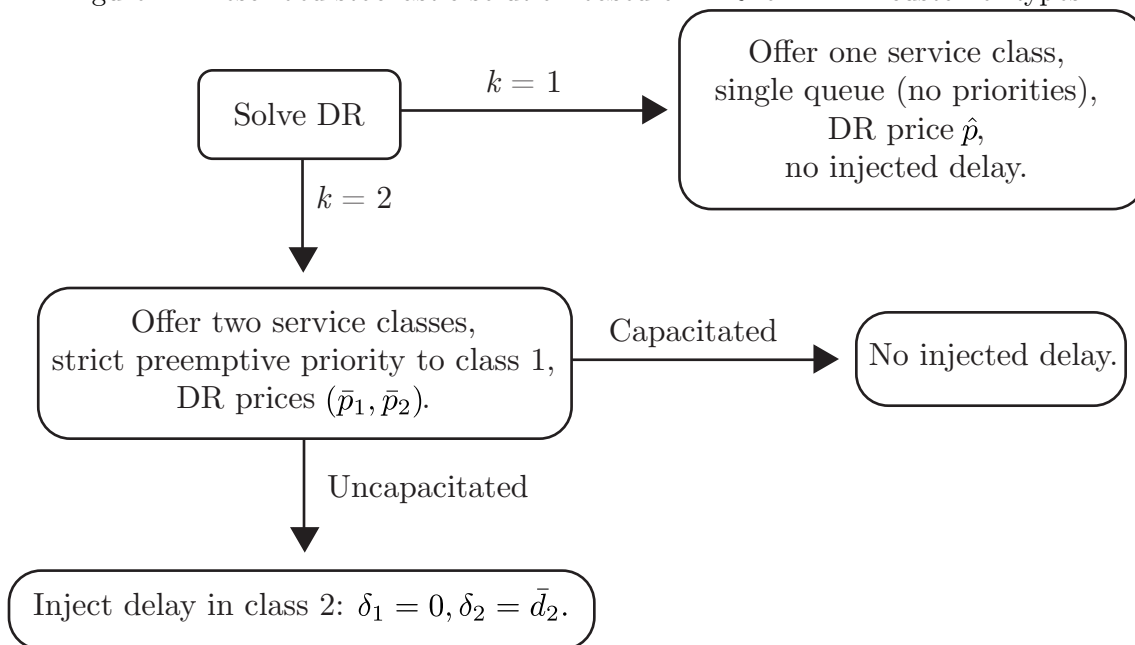 Solve DR
k = 1
Offer one service class,
single queue (no priorities),
DR price p̂,
no injected delay.
k = 2
Offer two service classes,
strict preemptive priority to class 1,
DR prices (p̄₁, p̄₂).
Capacitated
No injected delay.
Uncapacitated
Inject delay in class 2: δ₁ = 0, δ₂ = d̄₂.